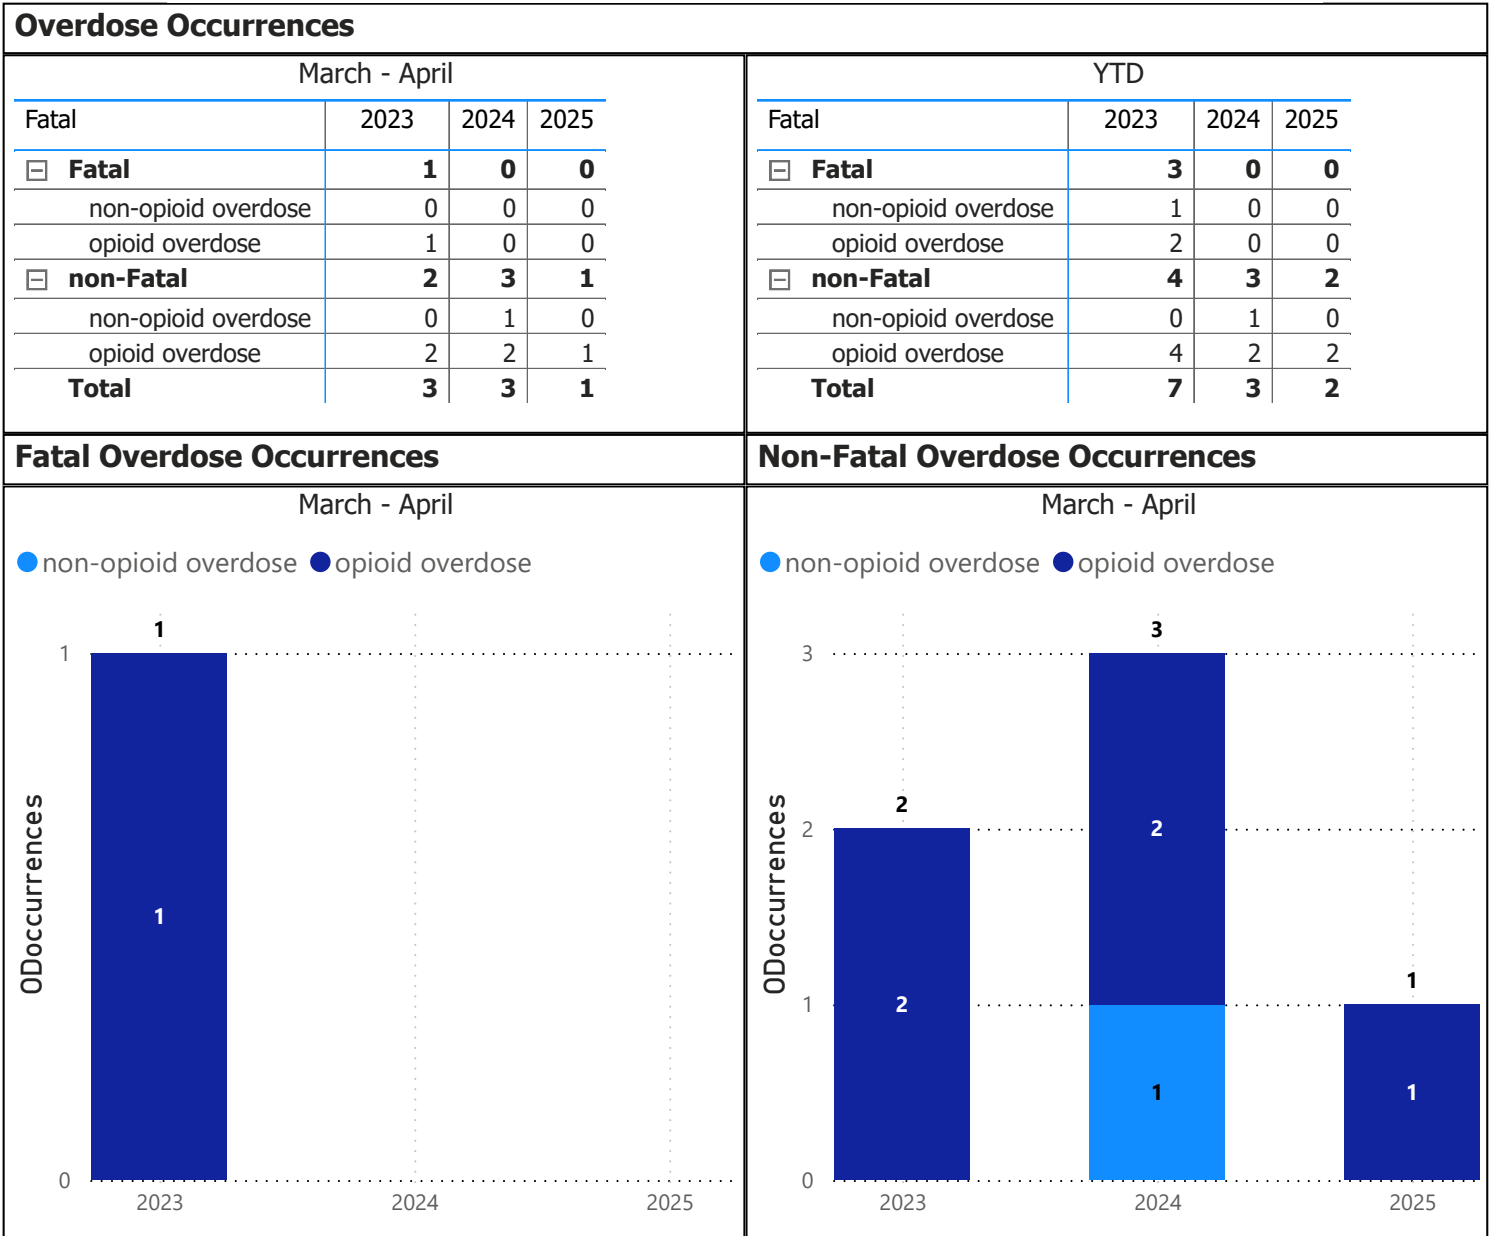 Overdose Occurrences
March - April
Fatal 2023 2024 2025
Fatal 1 0 0
non-opioid overdose 0 0 0
opioid overdose 1 0 0
non-Fatal 2 3 1
non-opioid overdose 0 1 0
opioid overdose 2 2 1
Total 3 3 1
YTD
Fatal 2023 2024 2025
Fatal 3 0 0
non-opioid overdose 1 0 0
opioid overdose 2 0 0
non-Fatal 4 3 2
non-opioid overdose 0 1 0
opioid overdose 4 2 2
Total 7 3 2
Fatal Overdose Occurrences
March - April
non-opioid overdose opioid overdose
1
1
1
0
ODoccurrences
2023 2024 2025
Non-Fatal Overdose Occurrences
March - April
non-opioid overdose opioid overdose
3
3
2
2
2
1
1
2
1
1
0
ODoccurrences
2023 2024 2025